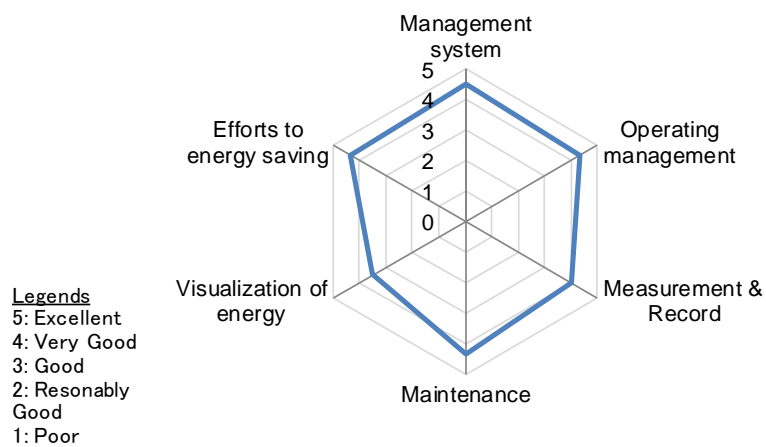 Management
system
5
4
3
2
1
0
Efforts to
energy saving
Operating
management
Visualization of
energy
Measurement &
Record
Maintenance
Legends
5: Excellent
4: Very Good
3: Good
2: Resonably
Good
1: Poor